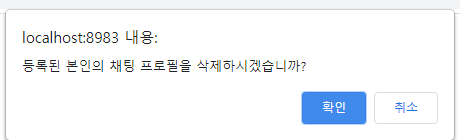 localhost:8983 내용:
등록된 본인의 채팅 프로필을 삭제하시겠습니까?
확인
취소